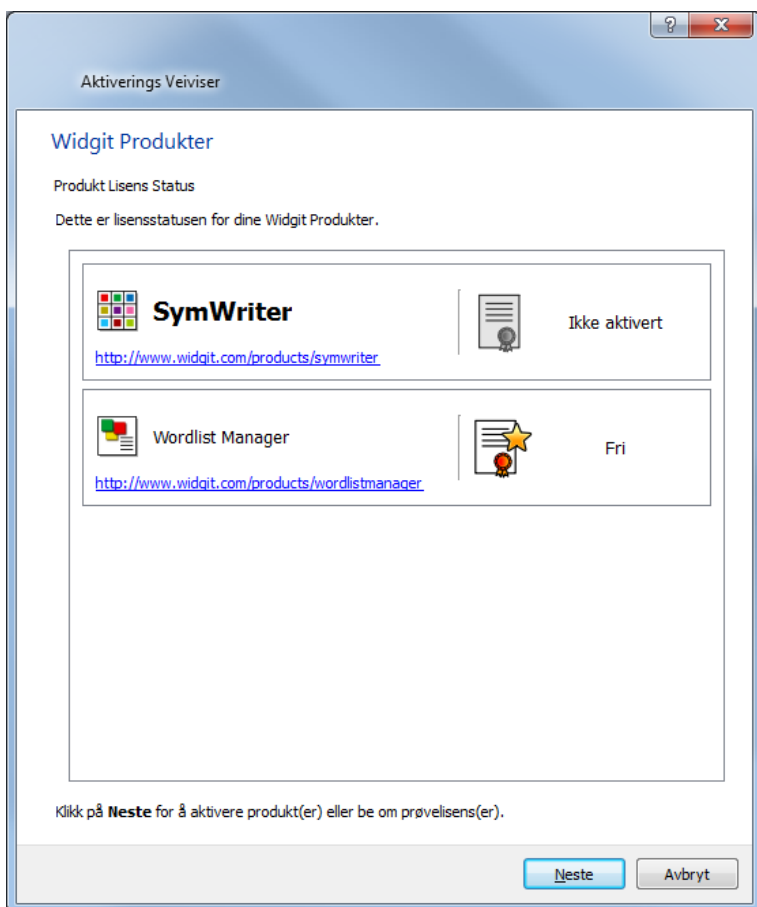 Aktiverings Veiviser
Widgit Produkter
Produkt Lisens Status
Dette er lisensstatusen for dine Widgit Produkter.
SymWriter
Ikke aktivert
http://www.widgit.com/products/symwriter
Wordlist Manager
Fri
http://www.widgit.com/products/wordlistmanager
Klikk på Neste for å aktivere produkt(er) eller be om prøvelisens(er).
Neste Avbryt